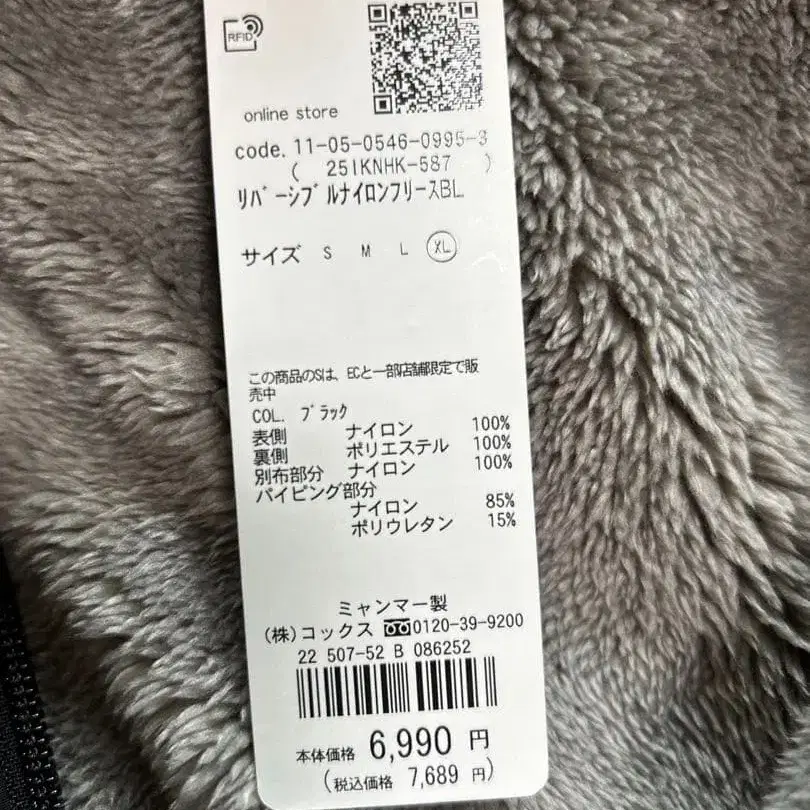 RFID
online store
code. 11-05-0546-0995-3
( 25IKNHK-587 )
ﾘﾊﾞｰｼﾌﾞﾙﾅｲﾛﾝﾌﾘｰｽBL
サイズ S M L XL
この商品のSは、ECと一部店舗限定で販
売中
COL. ﾌﾞﾗｯｸ
表側 ナイロン 100%
裏側 ポリエステル 100%
別布部分 ナイロン 100%
パイピング部分
ナイロン 85%
ポリウレタン 15%
ミャンマー製
(株)コックス 0120-39-9200
22 507-52 B 086252
本体価格 6,990 円
(税込価格 7,689 円)